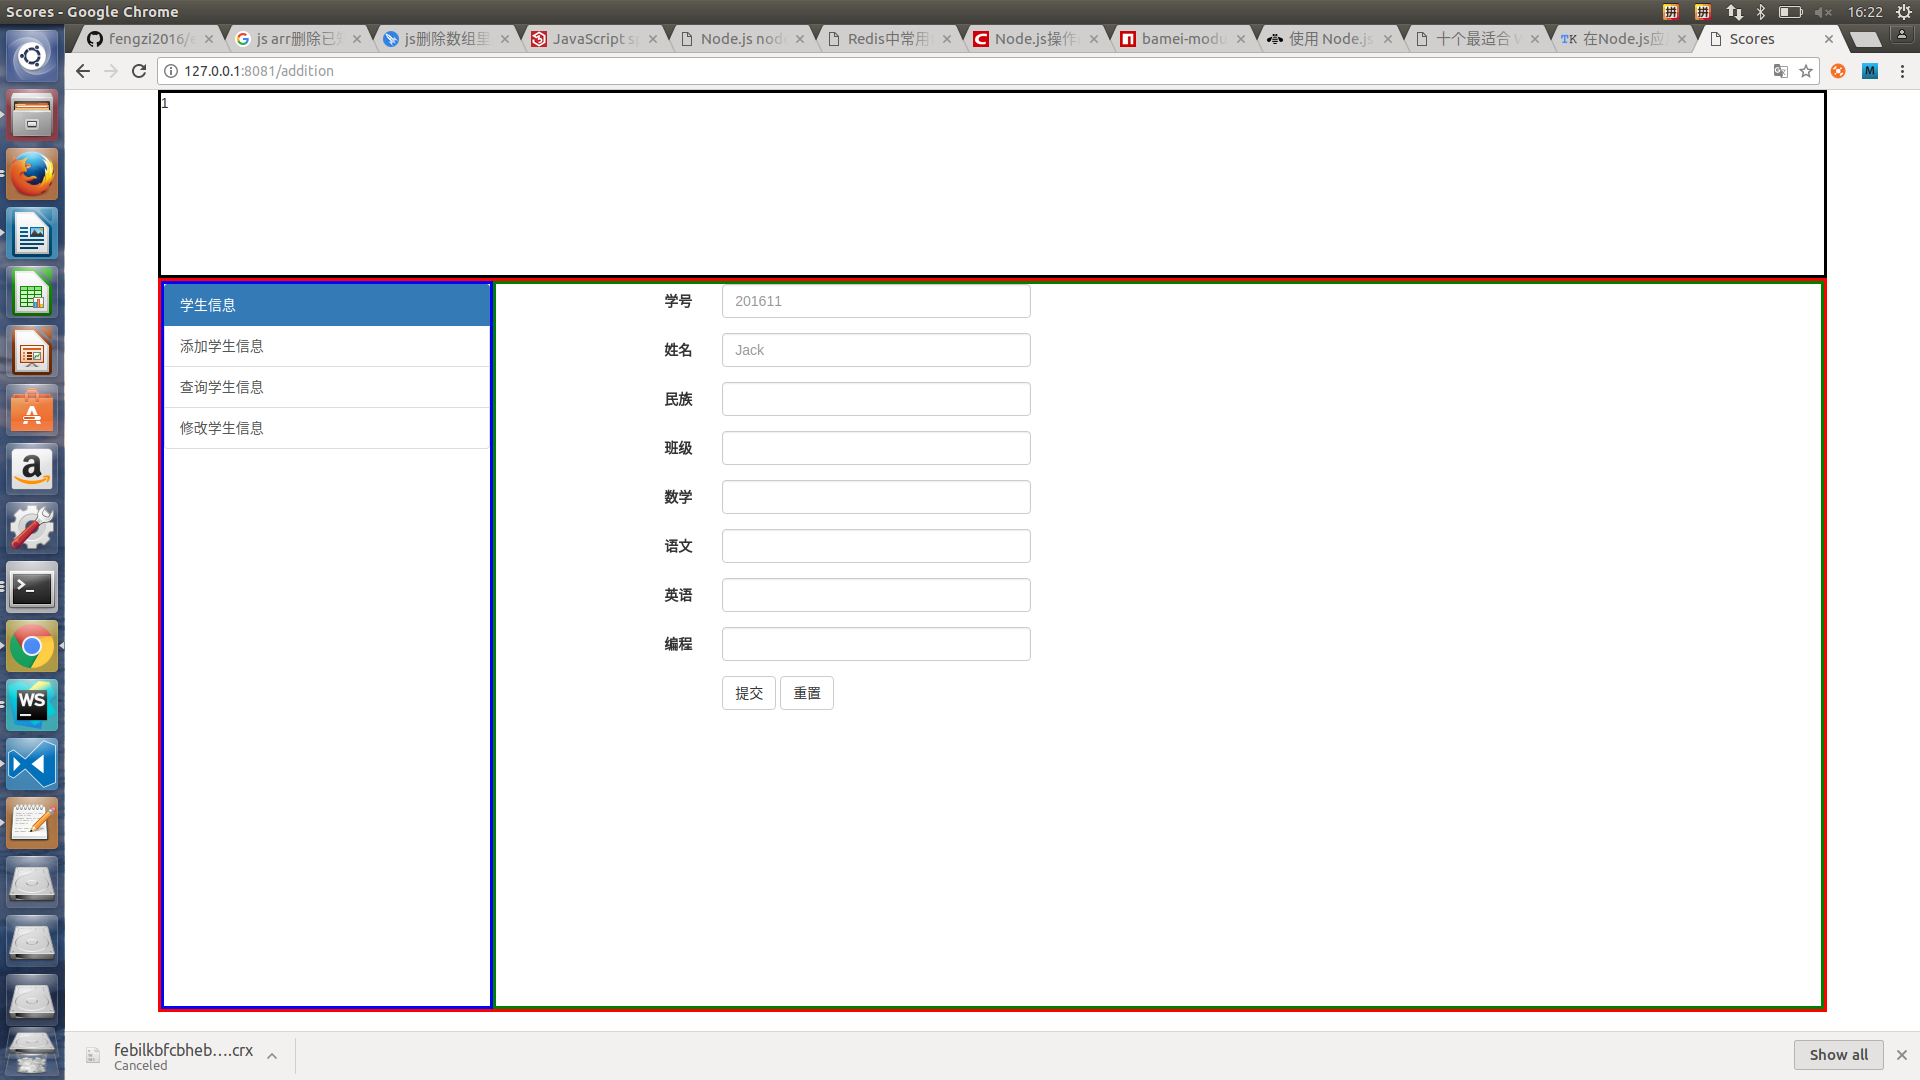 Scores - Google Chrome
16:22
fengzi2016/e
js arr删除已知
js删除数组里
JavaScript sp
Node.js node
Redis中常用
Node.js操作
bamei-modu
使用 Node.js
十个最适合 W
在Node.js应用
Scores
127.0.0.1:8081/addition
1
学生信息
添加学生信息
查询学生信息
修改学生信息
学号
201611
姓名
Jack
民族
班级
数学
语文
英语
编程
提交
重置
febilkbfcbheb....crx
Canceled
Show all